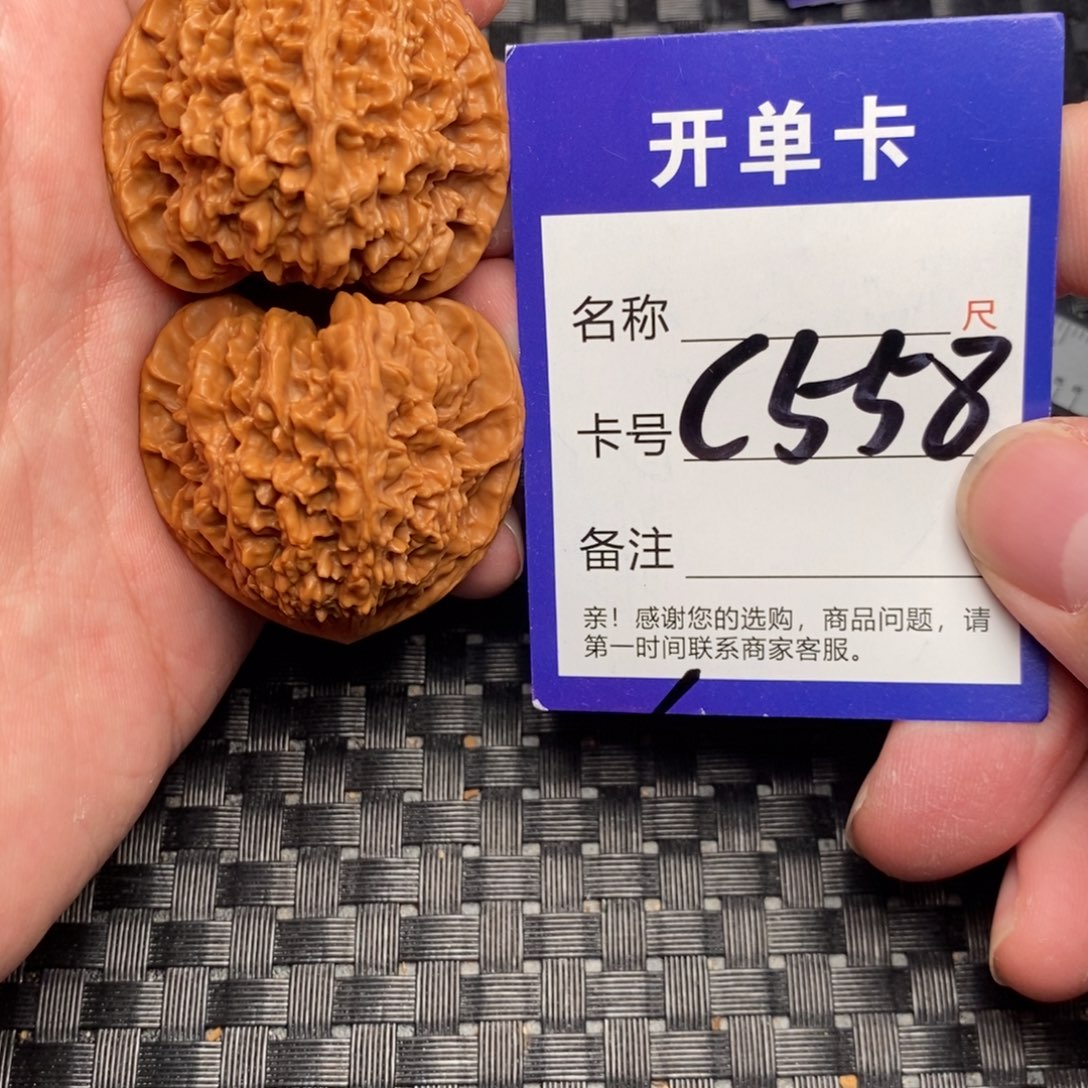 开单卡
名称 尺
卡号 C558
备注
亲！感谢您的选购，商品问题，请
第一时间联系商家客服。